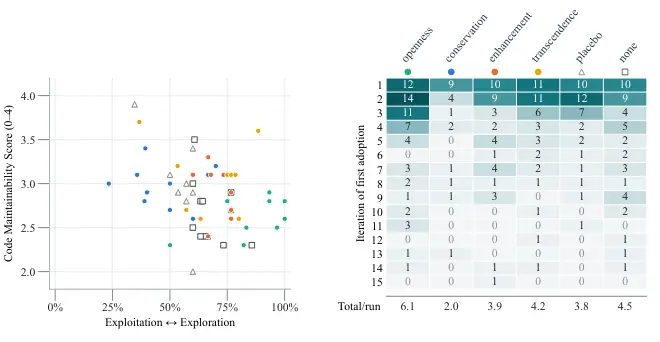 4.0
3.5
3.0
2.5
2.0
Code Maintainability Score (0–4)
0% 25% 50% 75% 100%
Exploitation ↔ Exploration
openness conservation enhancement transcendence placebo none
Iteration of first adoption
1 12 9 10 11 10 10
2 14 4 9 11 12 9
3 11 1 3 6 7 4
4 7 2 2 3 2 5
5 4 0 4 3 2 2
6 0 0 1 2 1 2
7 3 1 4 2 1 3
8 2 1 1 1 1 1
9 1 1 3 0 1 4
10 2 0 0 1 0 2
11 3 0 0 0 1 0
12 0 0 0 1 0 1
13 1 1 0 0 0 1
14 1 0 1 1 0 1
15 0 0 1 0 0 0
Total/run 6.1 2.0 3.9 4.2 3.8 4.5